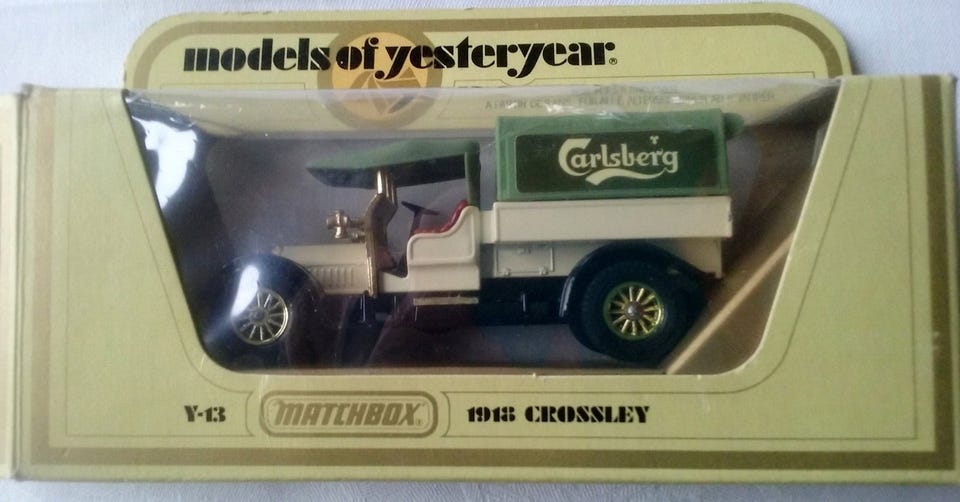 models of yesteryear®
Carlsberg
Y-13
MATCHBOX®
1918 CROSSLEY